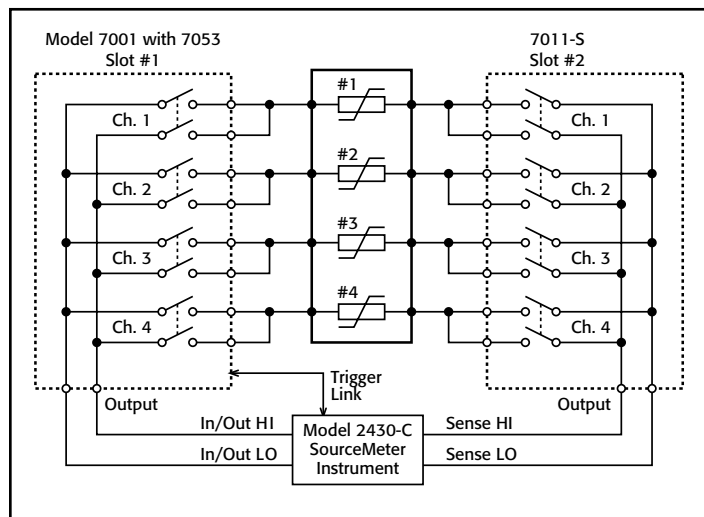 Model 7001 with 7053
Slot #1
7011-S
Slot #2
#1
Ch. 1
Ch. 1
#2
Ch. 2
Ch. 2
#3
Ch. 3
Ch. 3
#4
Ch. 4
Ch. 4
Trigger
Link
Output
Output
In/Out HI
Model 2430-C
SourceMeter
Instrument
Sense HI
In/Out LO
Sense LO